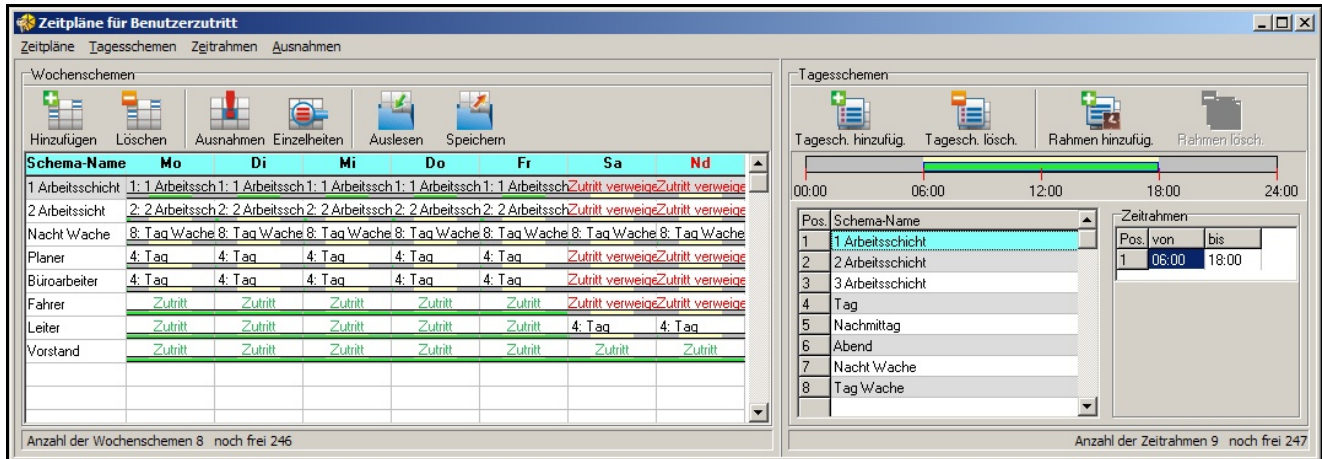 Zeitpläne für Benutzerzutritt
Zeitpläne Tagesschemen Zeitrahmen Ausnahmen
Wochenschemen
Hinzufügen Löschen Ausnahmen Einzelheiten Auslesen Speichern
Schema-Name Mo Di Mi Do Fr Sa Nd
1 Arbeitsschicht 1: 1 Arbeitssch 1: 1 Arbeitssch 1: 1 Arbeitssch 1: 1 Arbeitssch 1: 1 Arbeitssch Zutritt verweige Zutritt verweige
2 Arbeitssicht 2: 2 Arbeitssch 2: 2 Arbeitssch 2: 2 Arbeitssch 2: 2 Arbeitssch 2: 2 Arbeitssch Zutritt verweige Zutritt verweige
Nacht Wache 8: Tag Wache 8: Tag Wache 8: Tag Wache 8: Tag Wache 8: Tag Wache 8: Tag Wache 8: Tag Wache
Planer 4: Tag 4: Tag 4: Tag 4: Tag 4: Tag Zutritt verweige Zutritt verweige
Büroarbeiter 4: Tag 4: Tag 4: Tag 4: Tag 4: Tag Zutritt verweige Zutritt verweige
Fahrer Zutritt Zutritt Zutritt Zutritt Zutritt Zutritt verweige Zutritt verweige
Leiter Zutritt Zutritt Zutritt Zutritt Zutritt 4: Tag 4: Tag
Vorstand Zutritt Zutritt Zutritt Zutritt Zutritt Zutritt Zutritt
Anzahl der Wochenschemen 8 noch frei 246
Tagesschemen
Tagesch. hinzufüg. Tagesch. lösch. Rahmen hinzufüg. Rahmen lösch.
00:00 06:00 12:00 18:00 24:00
Pos. Schema-Name
1 1 Arbeitsschicht
2 2 Arbeitsschicht
3 3 Arbeitsschicht
4 Tag
5 Nachmittag
6 Abend
7 Nacht Wache
8 Tag Wache
Zeitrahmen
Pos. von bis
1 06:00 18:00
Anzahl der Zeitrahmen 9 noch frei 247